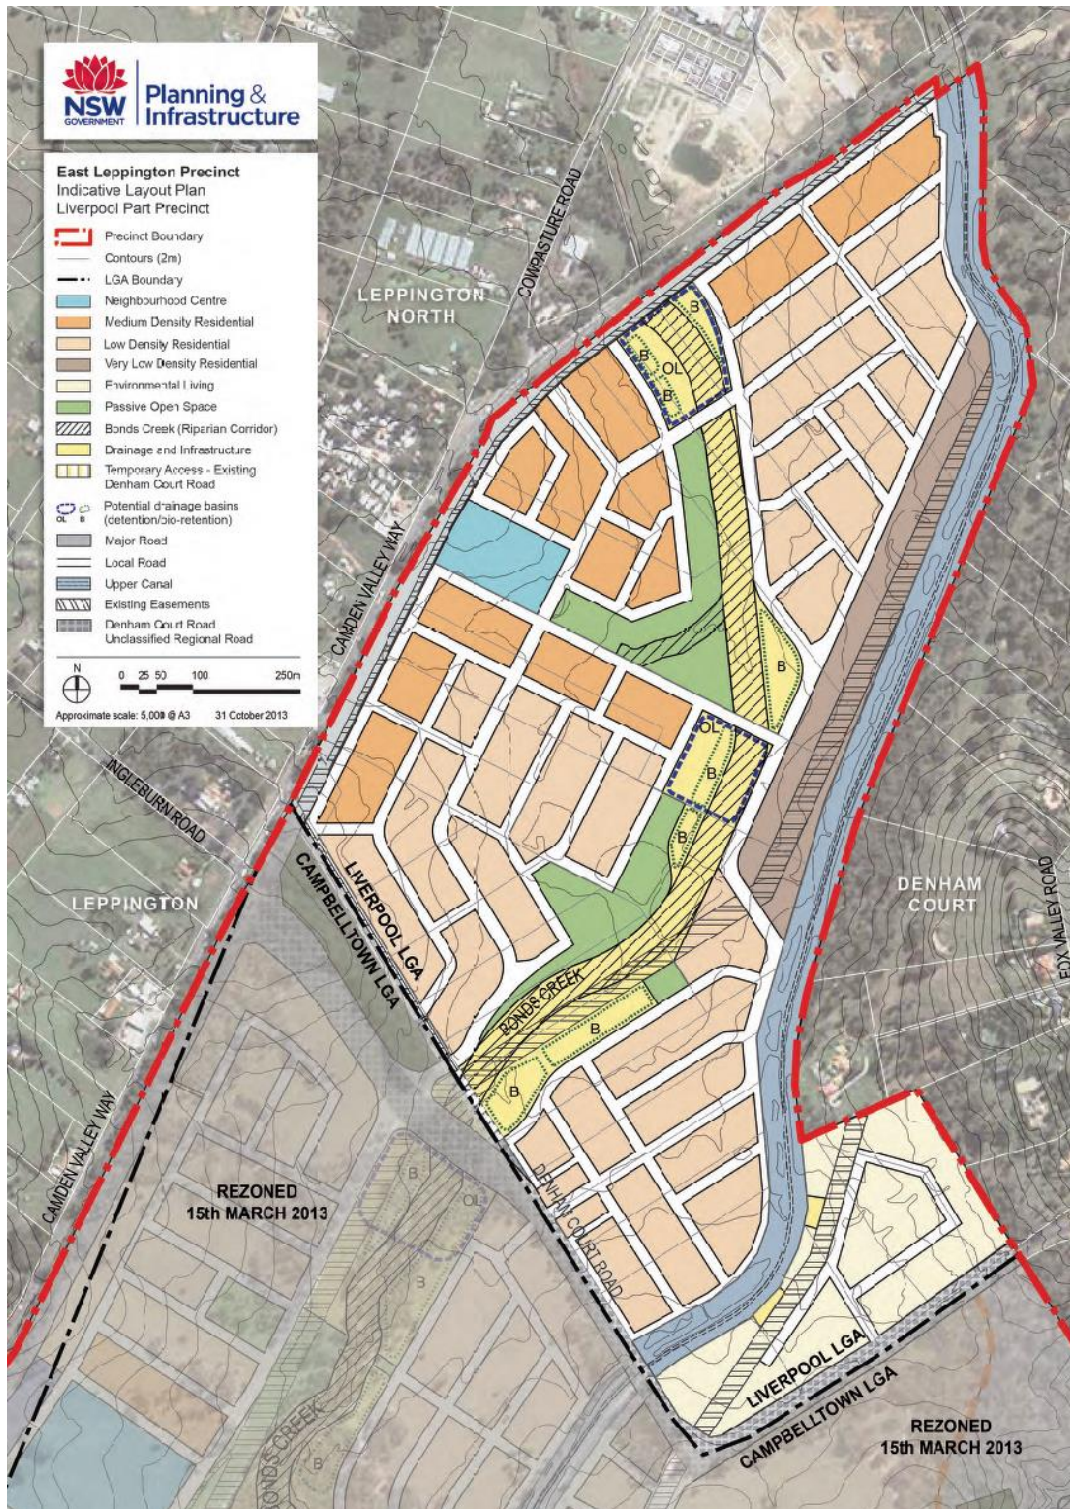 NSW
GOVERNMENT
Planning &
Infrastructure
East Leppington Precinct
Indicative Layout Plan
Liverpool Part Precinct
Precinct Boundary
Contours (2m)
LGA Boundary
Neighbourhood Centre
Medium Density Residential
Low Density Residential
Very Low Density Residential
Environmental Living
Passive Open Space
Bonds Creek (Riparian Corridor)
Drainage and Infrastructure
Temporary Access - Existing
Denham Court Road
OL B
Potential drainage basins
(detention/bio-retention)
Major Road
Local Road
Upper Canal
Existing Easements
Denham Court Road
Unclassified Regional Road
N
0 25 50 100 250m
Approximate scale: 5,000 @ A3 31 October 2013
COWPASTURE ROAD
LEPPINGTON
NORTH
B
B
OL
B
CAMDEN VALLEY WAY
B
OL
B
B
INGLEBURN ROAD
LEPPINGTON
LIVERPOOL LGA
CAMPBELLTOWN LGA
DENHAM
COURT
FOX VALLEY ROAD
BONDS CREEK
B
B
CAMDEN VALLEY WAY
REZONED
15th MARCH 2013
B
OL
B
DENHAM COURT ROAD
LIVERPOOL LGA
CAMPBELLTOWN LGA
BONDS CREEK
B
REZONED
15th MARCH 2013